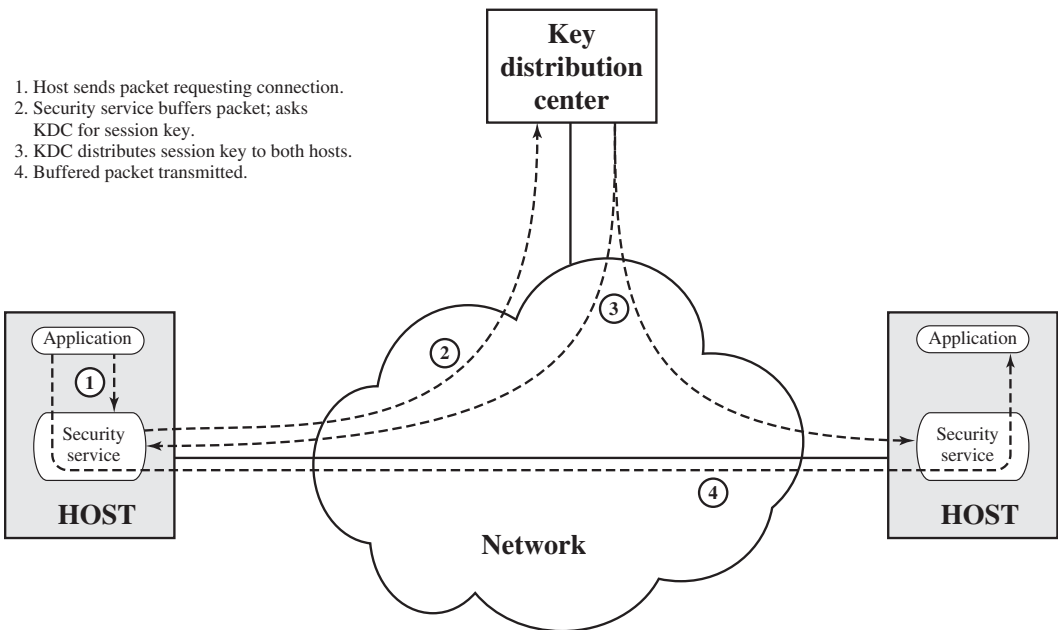 Key
distribution
center
1. Host sends packet requesting connection.
2. Security service buffers packet; asks
KDC for session key.
3. KDC distributes session key to both hosts.
4. Buffered packet transmitted.
3
2
Application
1
Security
service
HOST
Application
Security
service
HOST
4
Network